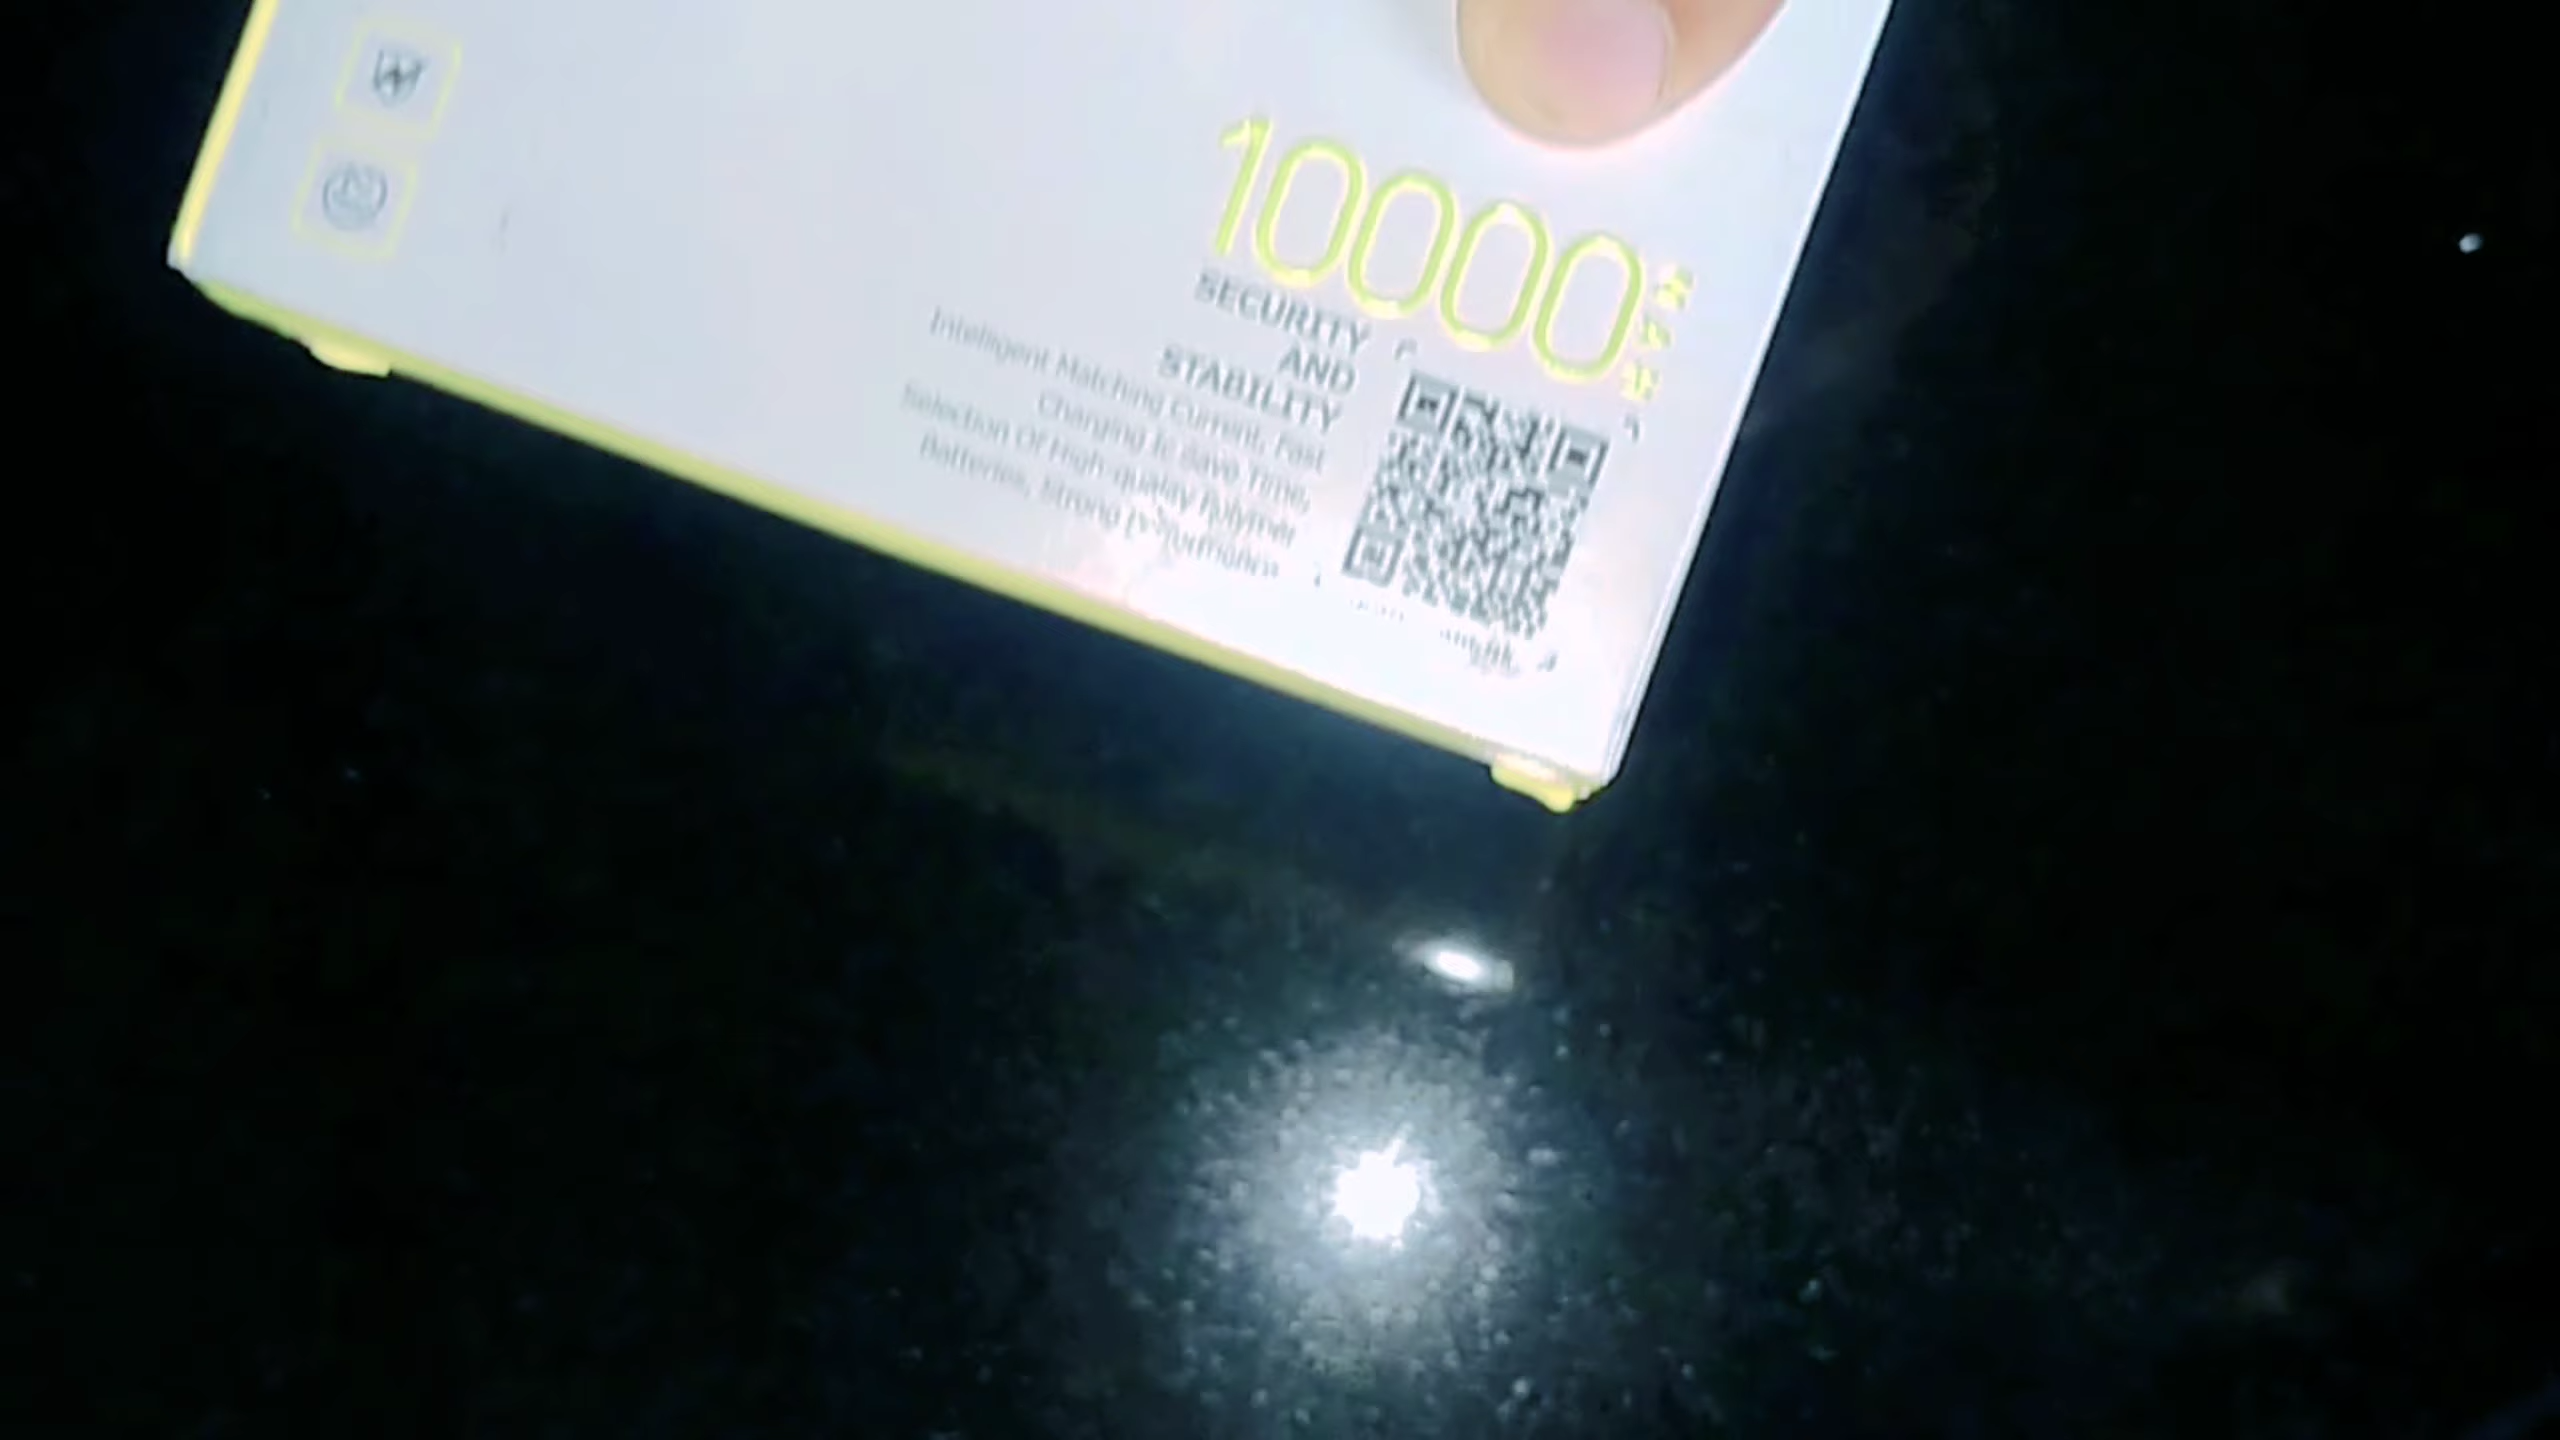 10000
SECURITY
AND
STABILITY
Intelligent Matching Current, Fast
Charging to Save Time,
Selection Of High-quality Polymer
Batteries, Strong performance